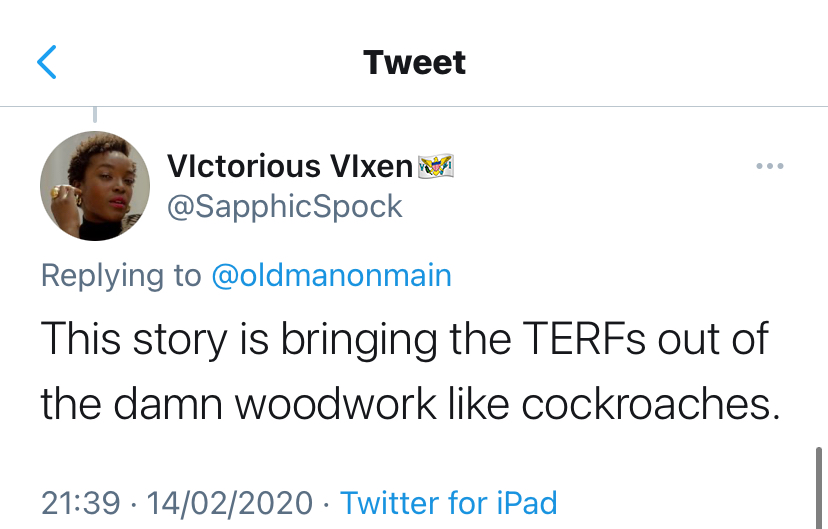 Tweet
VIctorious VIxen🇻🇮
@SapphicSpock
Replying to @oldmanonmain
This story is bringing the TERFs out of
the damn woodwork like cockroaches.
21:39 · 14/02/2020 · Twitter for iPad